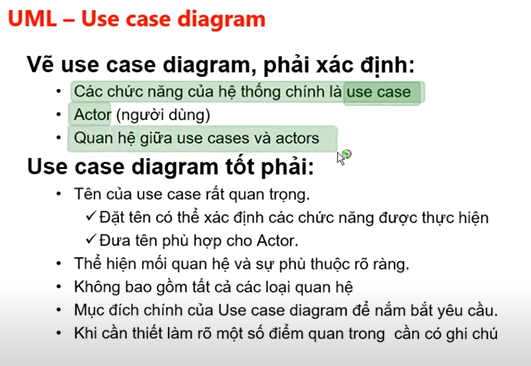 UML – Use case diagram
Vẽ use case diagram, phải xác định:
• Các chức năng của hệ thống chính là use case
• Actor (người dùng)
• Quan hệ giữa use cases và actors
Use case diagram tốt phải:
• Tên của use case rất quan trọng.
✓Đặt tên có thể xác định các chức năng được thực hiện
✓Đưa tên phù hợp cho Actor.
• Thể hiện mối quan hệ và sự phù thuộc rõ ràng.
• Không bao gồm tất cả các loại quan hệ
• Mục đích chính của Use case diagram để nắm bắt yêu cầu.
• Khi cần thiết làm rõ một số điểm quan trong cần có ghi chú